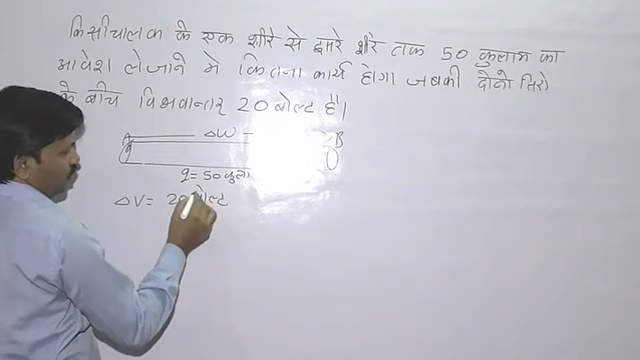 किसी चालक के एक शीरे से दूसरे शीरे तक 50 कुलाम का
आवेश लेजाने मे कितना कार्य होगा जबकी दोनो सिरो
के बीच विभवान्तर 20 वोल्ट है।
A ΔW B
q = 50 कुला
ΔV = 20 वोल्ट